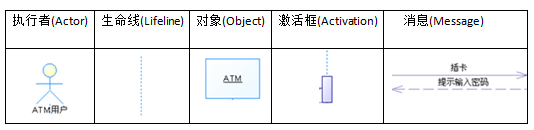 执行者(Actor) 生命线(Lifeline) 对象(Object) 激活框(Activation) 消息(Message)
ATM用户
ATM
插卡
提示输入密码